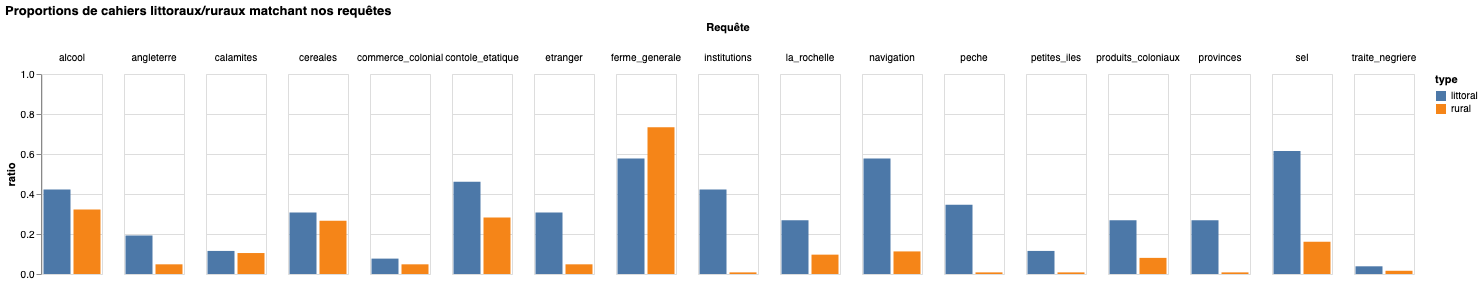 Proportions de cahiers littoraux/ruraux matchant nos requêtes
Requête
alcool angleterre calamites cereales commerce_colonial contole_etatique etranger ferme_generale institutions la_rochelle navigation peche petites_iles produits_coloniaux provinces sel traite_negriere
1.0
0.8
0.6
0.4
0.2
0.0
ratio
type
littoral
rural